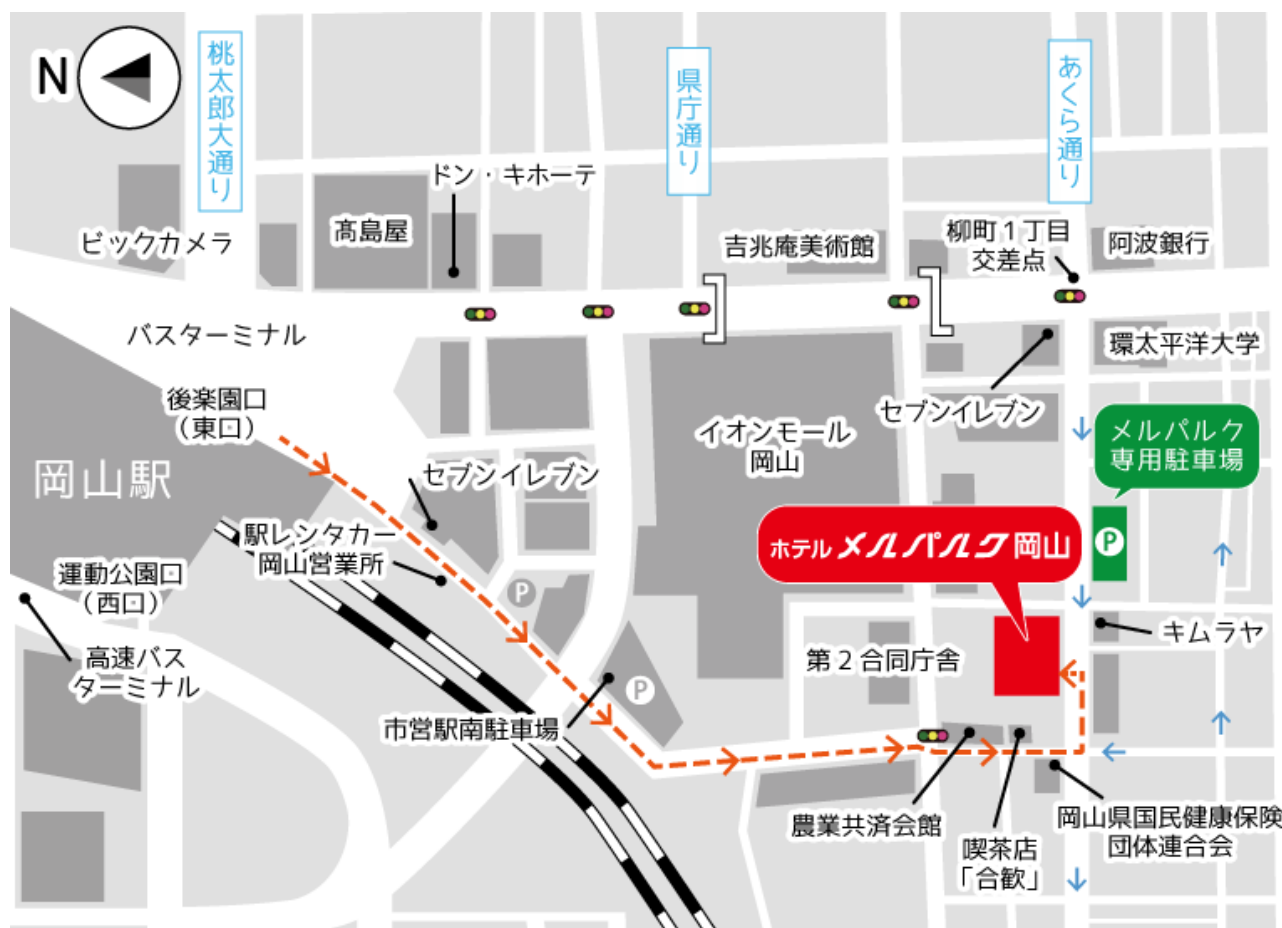 N
桃太郎大通り
県庁通り
あくら通り
ドン・キホーテ
ビックカメラ
髙島屋
吉兆庵美術館
柳町1丁目
交差点
阿波銀行
バスターミナル
環太平洋大学
後楽園口
(東口)
セブンイレブン
イオンモール
岡山
メルパルク
専用駐車場
岡山駅
セブンイレブン
駅レンタカー
岡山営業所
P
ホテル メルパルク 岡山
P
運動公園口
(西口)
キムラヤ
高速バス
ターミナル
第2合同庁舎
P
市営駅南駐車場
農業共済会館
喫茶店
「合歓」
岡山県国民健康保険
団体連合会